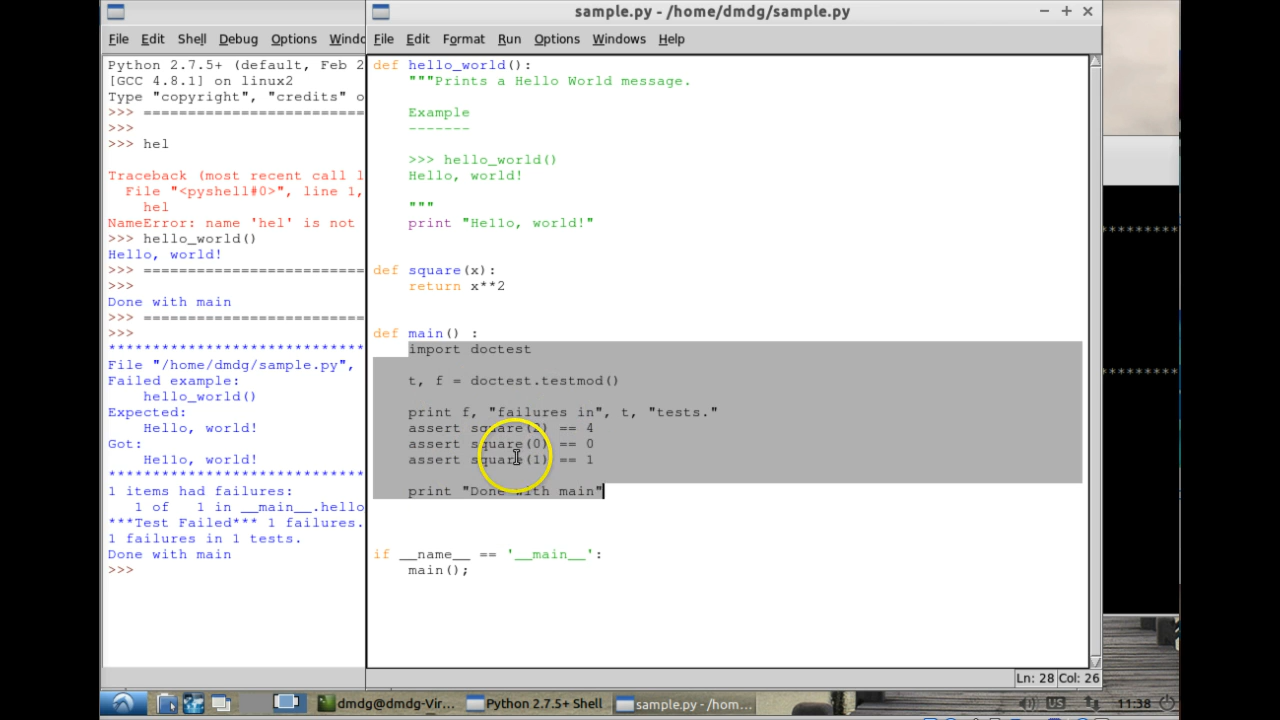 sample.py - /home/dmdg/sample.py
File Edit Shell Debug Options Windo
File Edit Format Run Options Windows Help
Python 2.7.5+ (default, Feb 2
[GCC 4.8.1] on linux2
Type "copyright", "credits" o
>>> =========================
>>>
>>> hel
Traceback (most recent call l
File "<pyshell#0>", line 1,
hel
NameError: name 'hel' is not
>>> hello_world()
Hello, world!
>>> =========================
>>>
Done with main
>>> =========================
>>>
*****************************
File "/home/dmdg/sample.py",
Failed example:
hello_world()
Expected:
Hello, world!
Got:
Hello, world!
*****************************
1 items had failures:
1 of 1 in __main__.hello
***Test Failed*** 1 failures.
1 failures in 1 tests.
Done with main
>>>
def hello_world():
"""Prints a Hello World message.
Example
-------
>>> hello_world()
Hello, world!
"""
print "Hello, world!"
def square(x):
return x**2
def main() :
import doctest
t, f = doctest.testmod()
print f, "failures in", t, "tests."
assert square(2) == 4
assert square(0) == 0
assert square(1) == 1
print "Done with main"
if __name__ == '__main__':
main();
*********
*********
Ln: 28 Col: 26
dmdg@dmdg-Vir... Python 2.7.5+ Shell sample.py - /hom... US 11:38